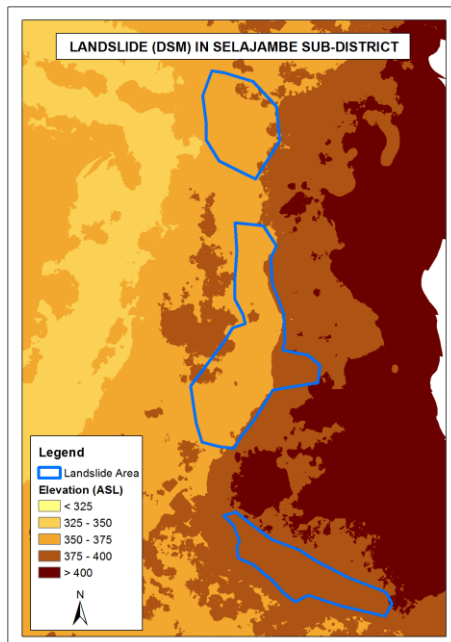 LANDSLIDE (DSM) IN SELAJAMBE SUB-DISTRICT
Legend
Landslide Area
Elevation (ASL)
< 325
325 - 350
350 - 375
375 - 400
> 400
N